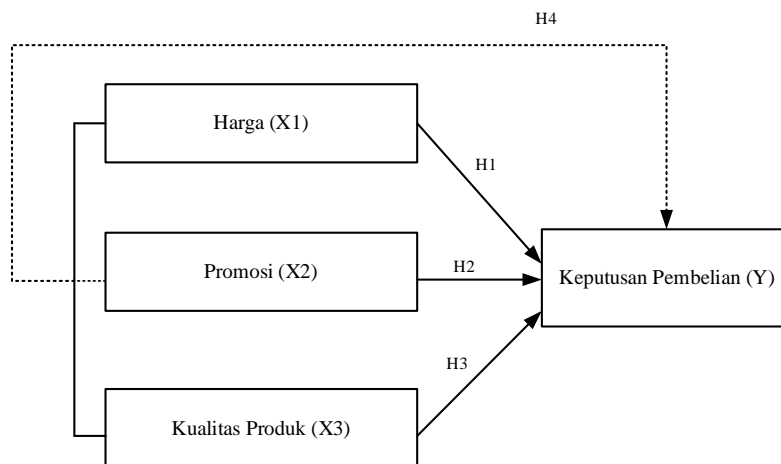 H4
Harga (X1)
H1
Promosi (X2)
H2
Keputusan Pembelian (Y)
H3
Kualitas Produk (X3)